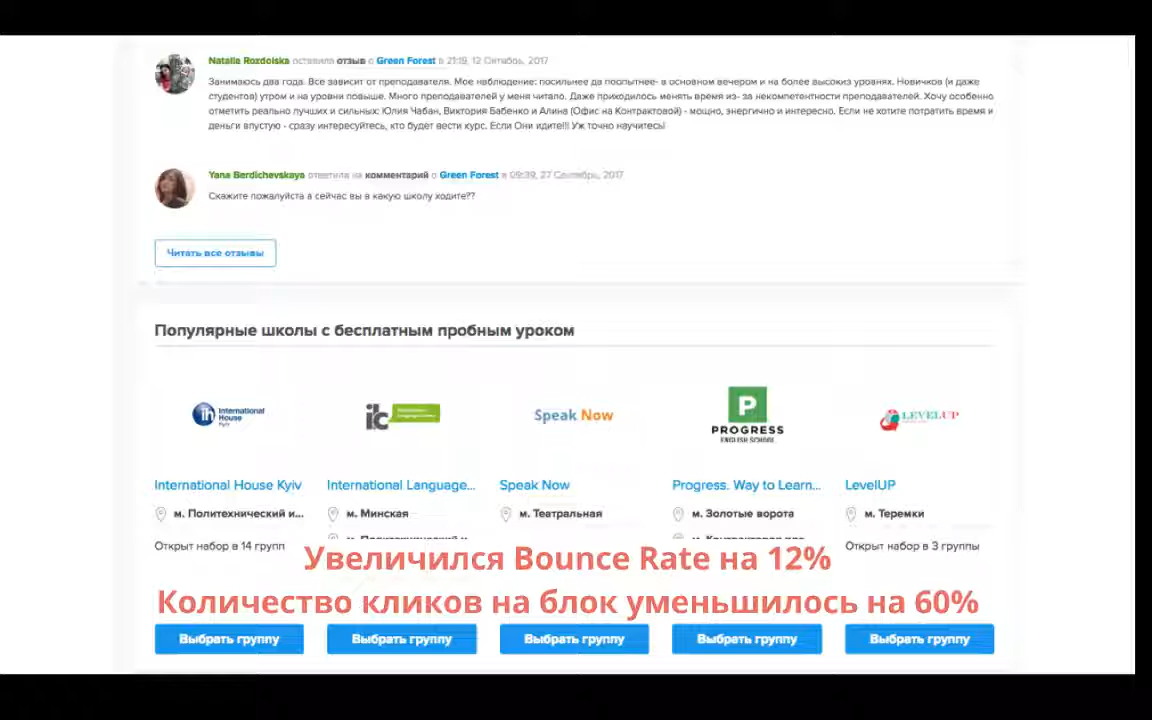 Natalia Rozdolska оставила отзыв о Green Forest в 21:19, 12 Октябрь, 2017
Занимаюсь два года. Все зависит от преподавателя. Мое наблюдение: посильнее да поопытнее- в основном вечером и на более высоких уровнях. Новичков (и даже
студентов) утром и на уровни повыше. Много преподавателей у меня читало. Даже приходилось менять время из- за некомпетентности преподавателей. Хочу особенно
отметить реально лучших и сильных: Юлия Чабан, Виктория Бабенко и Алина (Офис на Контрактовой) - мощно, энергично и интересно. Если не хотите потратить время и
деньги впустую - сразу интересуйтесь, кто будет вести курс. Если Они идите!!! Уж точно научитесь!
Yana Berdichevskaya ответила на комментарий о Green Forest в 09:39, 27 Сентябрь, 2017
Скажите пожалуйста а сейчас вы в какую школу ходите??
Читать все отзывы
Популярные школы с бесплатным пробным уроком
ih International House Kyiv
ilc
Speak Now
P PROGRESS ENGLISH SCHOOL
LEVELUP
International House Kyiv International Language... Speak Now Progress. Way to Learn... LevelUP
м. Политехнический и... м. Минская м. Театральная м. Золотые ворота м. Теремки
Открыт набор в 14 групп Открыт набор в 3 группы
Увеличился Bounce Rate на 12%
Количество кликов на блок уменьшилось на 60%
Выбрать группу Выбрать группу Выбрать группу Выбрать группу Выбрать группу